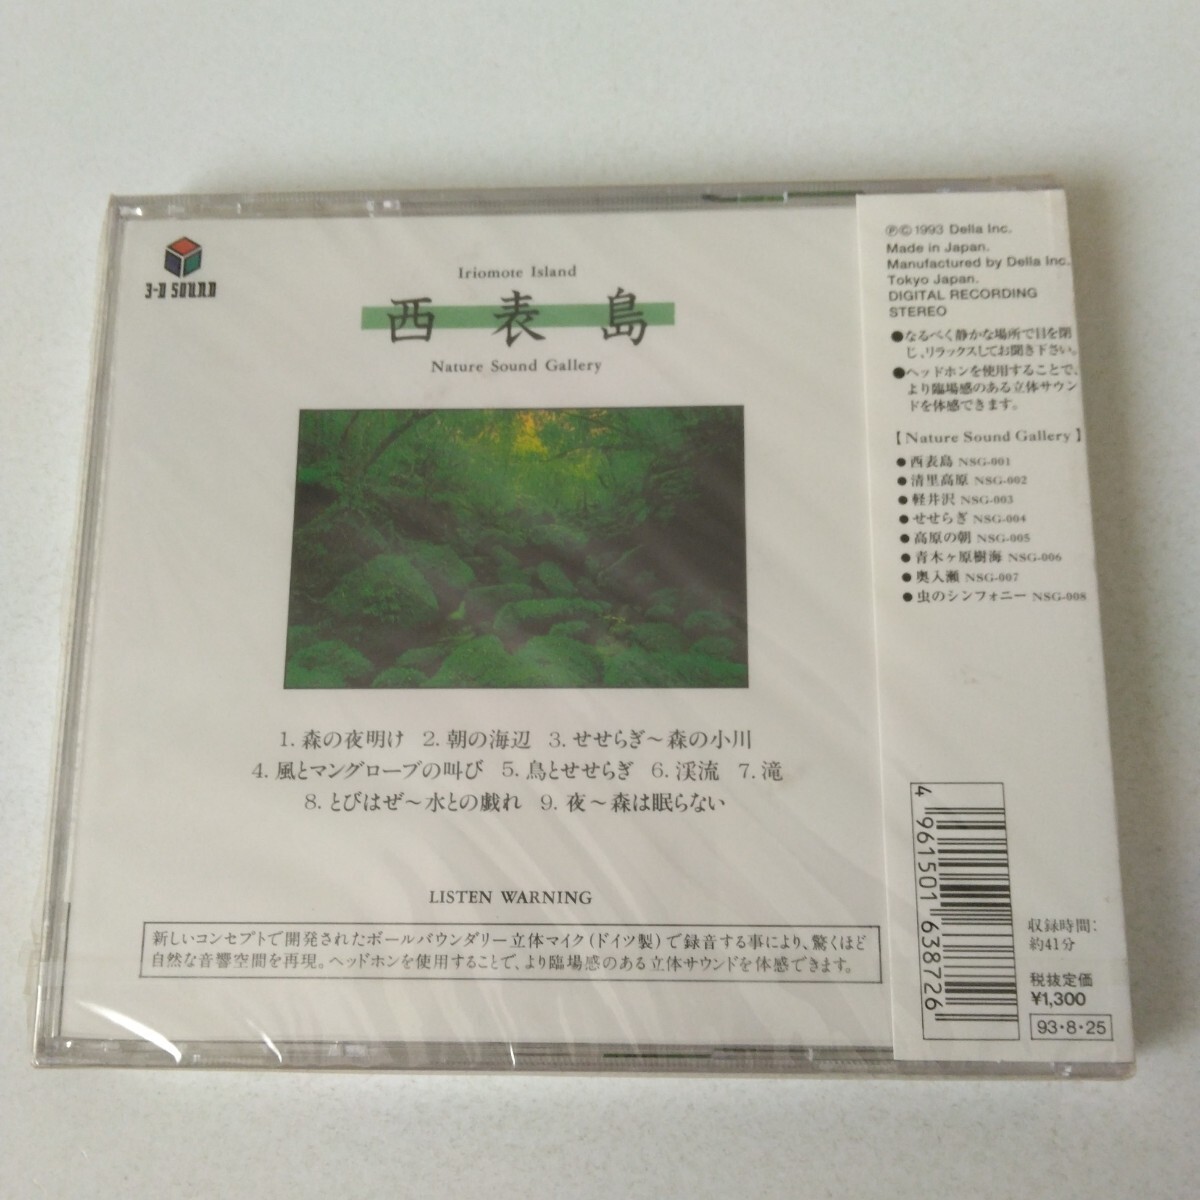 3-D SOUND
Iriomote Island
西表島
Nature Sound Gallery
1. 森の夜明け 2. 朝の海辺 3. せせらぎ～森の小川
4. 風とマングローブの叫び 5. 鳥とせせらぎ 6. 渓流 7. 滝
8. とびはぜ～水との戯れ 9. 夜～森は眠らない
LISTEN WARNING
新しいコンセプトで開発されたボールバウンダリー立体マイク(ドイツ製)で録音する事により、驚くほど
自然な音響空間を再現。ヘッドホンを使用することで、より臨場感のある立体サウンドを体感できます。
Ⓟ©1993 Della Inc.
Made in Japan.
Manufactured by Della Inc.
Tokyo Japan.
DIGITAL RECORDING
STEREO
●なるべく静かな場所で目を閉
じ、リラックスしてお聞き下さい。
●ヘッドホンを使用することで、
より臨場感のある立体サウン
ドを体感できます。
【Nature Sound Gallery】
●西表島 NSG-001
●清里高原 NSG-002
●軽井沢 NSG-003
●せせらぎ NSG-004
●高原の朝 NSG-005
●青木ヶ原樹海 NSG-006
●奥入瀬 NSG-007
●虫のシンフォニー NSG-008
4 961501 638726
収録時間:
約41分
税抜定価
¥1,300
93・8・25